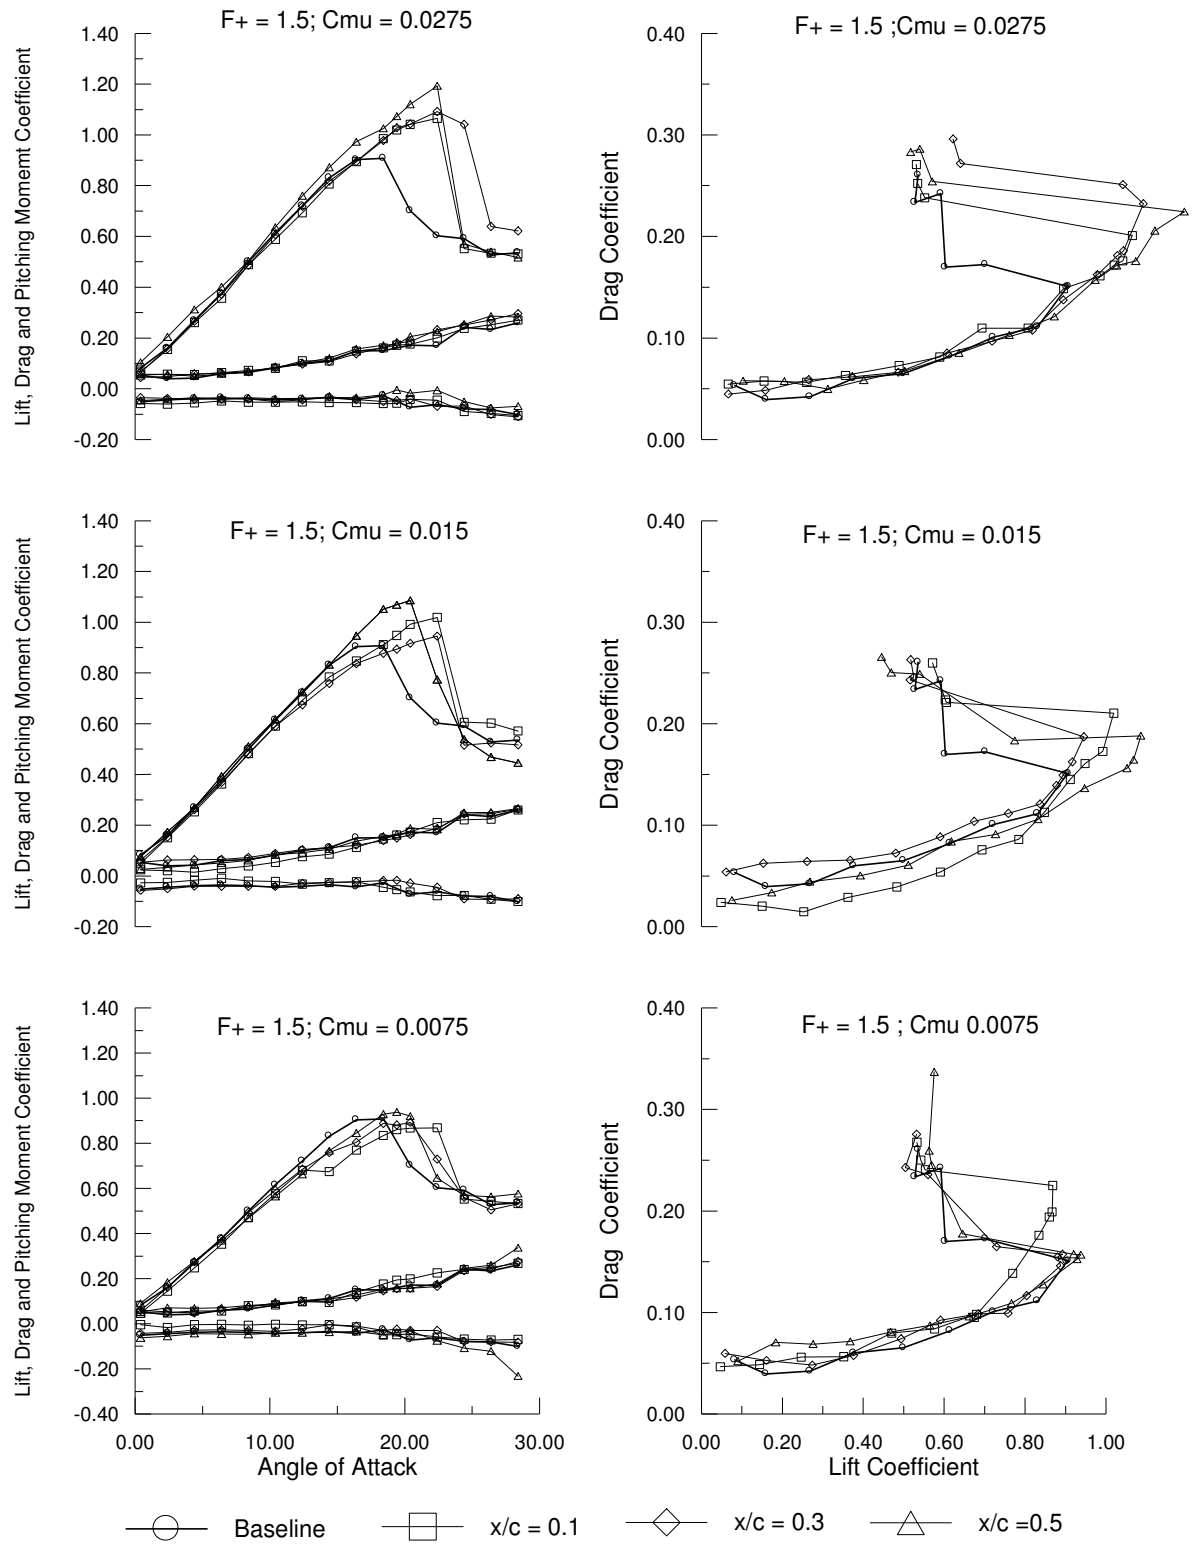 F+ = 1.5; Cmu = 0.0275
Lift, Drag and Pitching Momemt Coefficient
1.40
1.20
1.00
0.80
0.60
0.40
0.20
0.00
-0.20
F+ = 1.5 ;Cmu = 0.0275
Drag Coefficient
0.40
0.30
0.20
0.10
0.00
F+ = 1.5; Cmu = 0.015
Lift, Drag and Pitching Moment Coefficient
1.40
1.20
1.00
0.80
0.60
0.40
0.20
0.00
-0.20
F+ = 1.5; Cmu = 0.015
Drag Coefficient
0.40
0.30
0.20
0.10
0.00
F+ = 1.5; Cmu = 0.0075
Lift, Drag and Pitching Moment Coefficient
1.40
1.20
1.00
0.80
0.60
0.40
0.20
0.00
-0.20
-0.40
0.00 10.00 20.00 30.00
Angle of Attack
F+ = 1.5 ; Cmu 0.0075
Drag Coefficient
0.40
0.30
0.20
0.10
0.00
0.00 0.20 0.40 0.60 0.80 1.00
Lift Coefficient
Baseline x/c = 0.1 x/c = 0.3 x/c =0.5